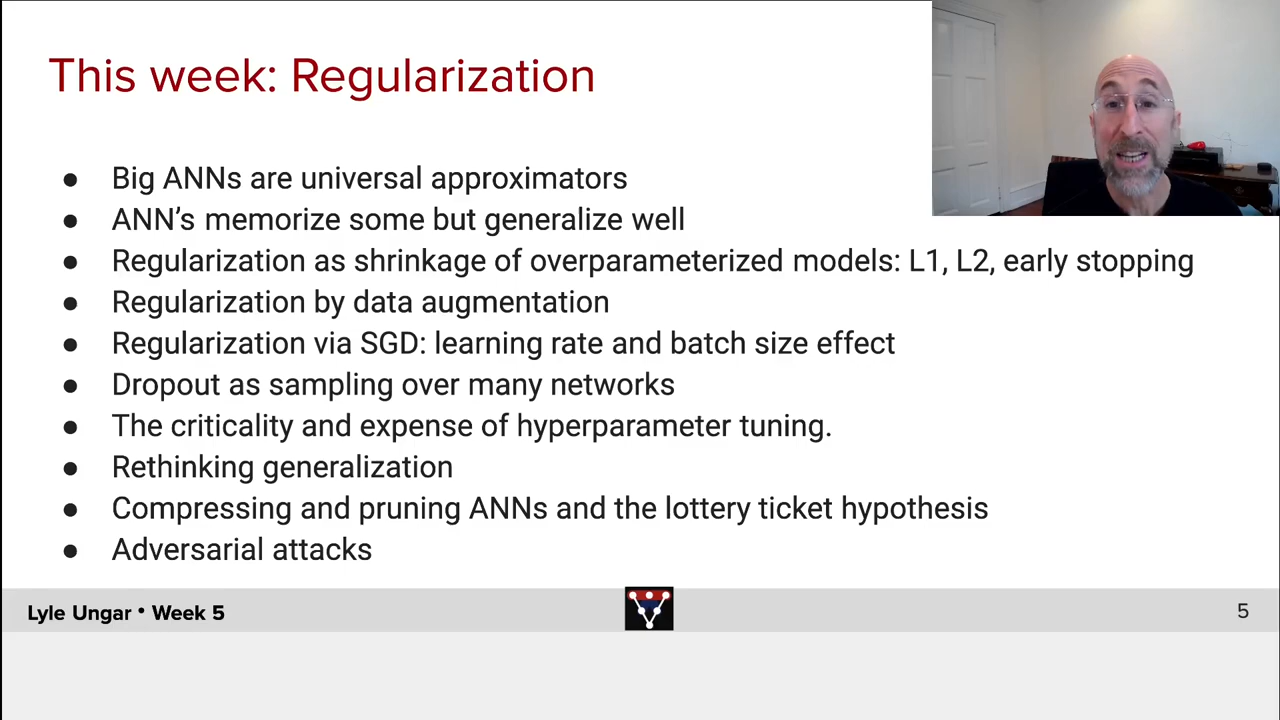 This week: Regularization
● Big ANNs are universal approximators
● ANN’s memorize some but generalize well
● Regularization as shrinkage of overparameterized models: L1, L2, early stopping
● Regularization by data augmentation
● Regularization via SGD: learning rate and batch size effect
● Dropout as sampling over many networks
● The criticality and expense of hyperparameter tuning.
● Rethinking generalization
● Compressing and pruning ANNs and the lottery ticket hypothesis
● Adversarial attacks
Lyle Ungar • Week 5
5